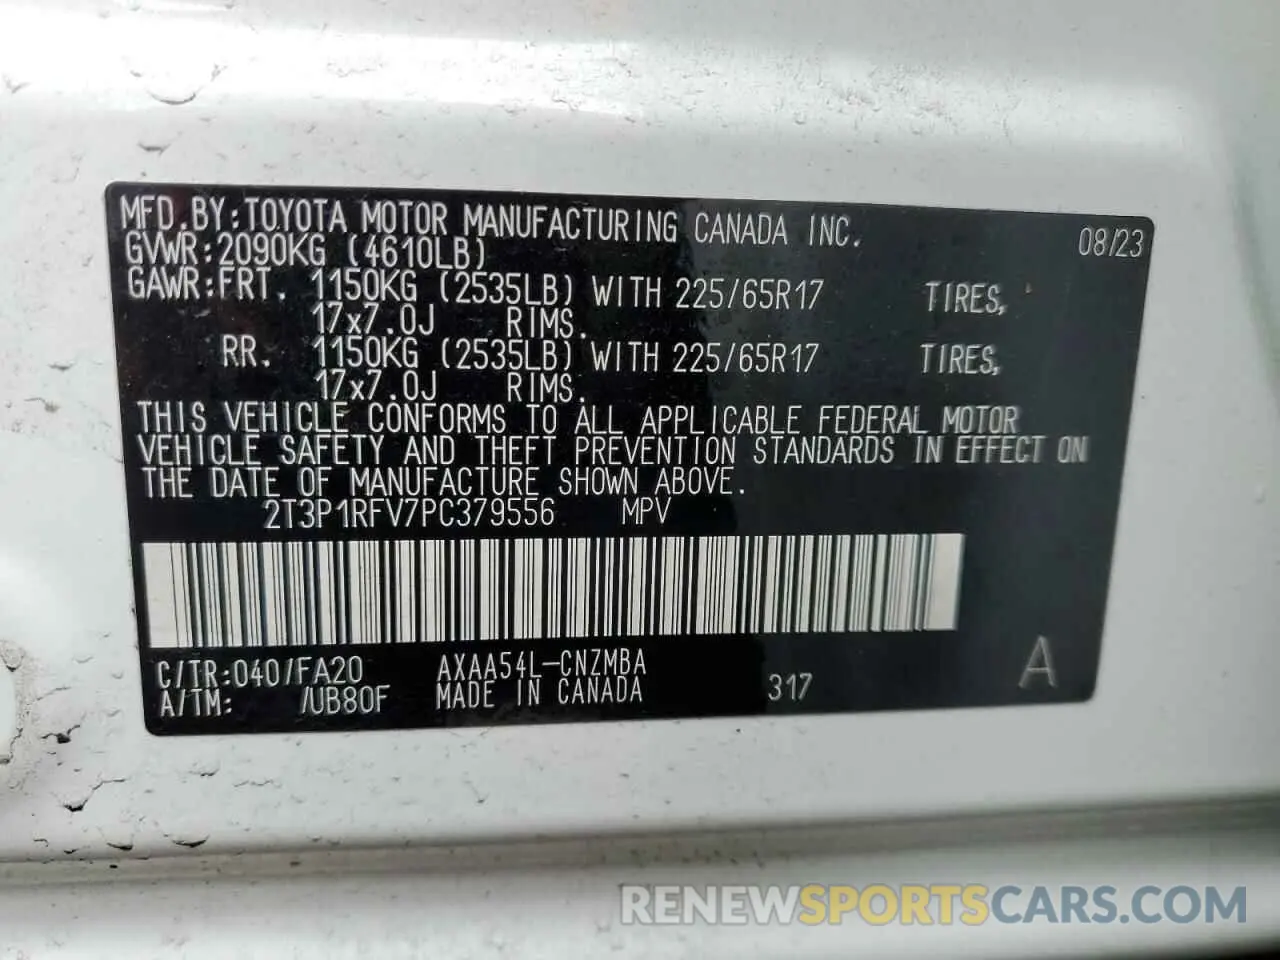 MFD.BY:TOYOTA MOTOR MANUFACTURING CANADA INC. 08/23
GVWR:2090KG (4610LB)
GAWR:FRT. 1150KG (2535LB) WITH 225/65R17 TIRES,
17x7.0J RIMS.
RR. 1150KG (2535LB) WITH 225/65R17 TIRES,
17x7.0J RIMS.
THIS VEHICLE CONFORMS TO ALL APPLICABLE FEDERAL MOTOR
VEHICLE SAFETY AND THEFT PREVENTION STANDARDS IN EFFECT ON
THE DATE OF MANUFACTURE SHOWN ABOVE.
2T3P1RFV7PC379556 MPV
C/TR:040/FA20 AXAA54L-CNZMBA A
A/TM: /UB80F MADE IN CANADA 317
RENEWSPORTSCARS.COM